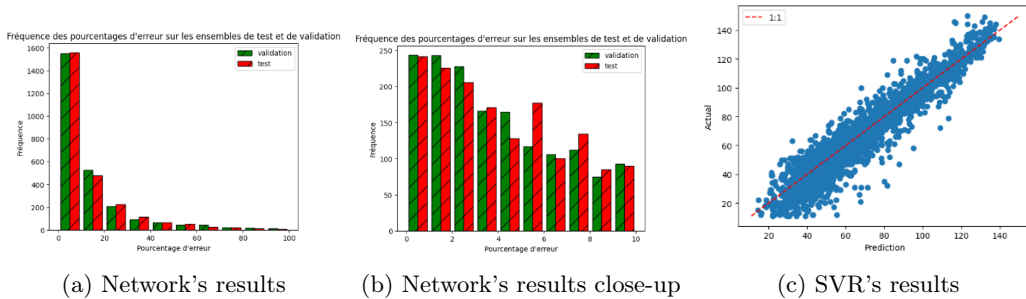 Fréquence des pourcentages d'erreur sur les ensembles de test et de validation
validation
test
Fréquence
1600
1400
1200
1000
800
600
400
200
0
0 20 40 60 80 100
Pourcentage d'erreur
(a) Network's results
Fréquence des pourcentages d'erreur sur les ensembles de test et de validation
validation
test
Fréquence
250
200
150
100
50
0
0 2 4 6 8 10
Pourcentage d'erreur
(b) Network's results close-up
1:1
Actual
140
120
100
80
60
40
20
20 40 60 80 100 120 140
Prediction
(c) SVR's results